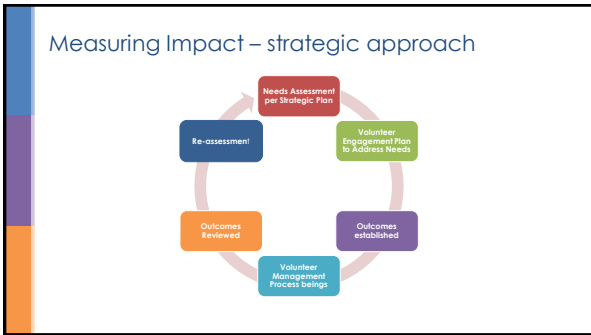 Measuring Impact – strategic approach
Needs Assessment
per Strategic Plan
Volunteer
Engagement Plan
to Address Needs
Outcomes
established
Volunteer
Management
Process beings
Outcomes
Reviewed
Re-assessment